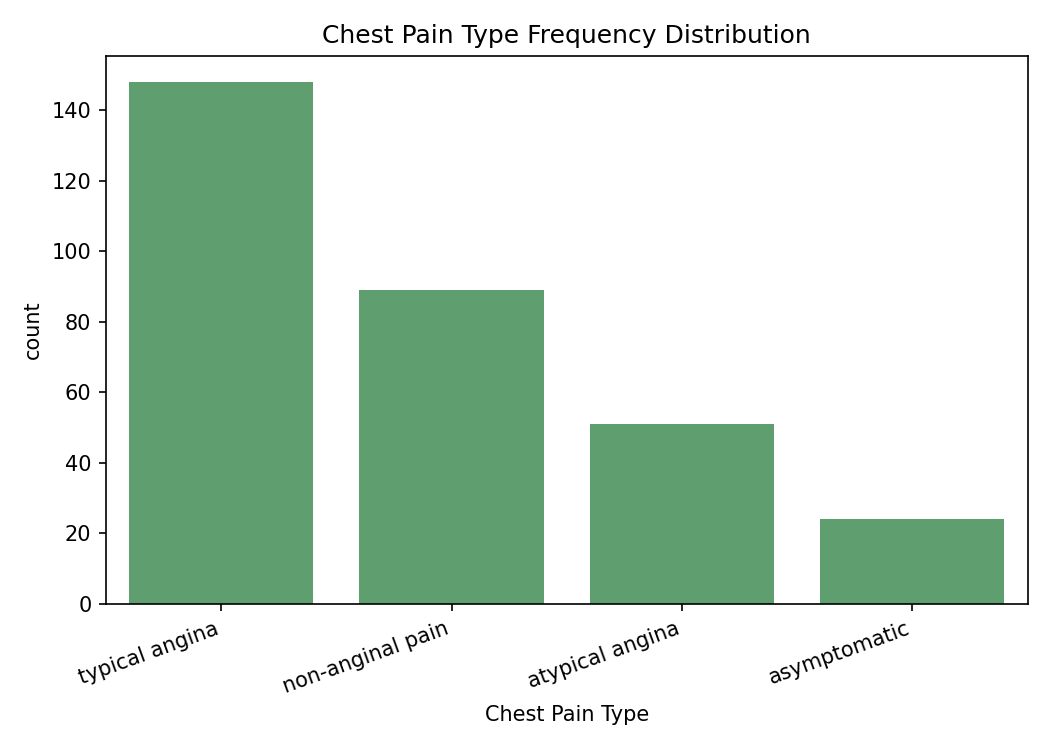 Chest Pain Type Frequency Distribution
140
120
100
80
60
40
20
0
count
typical angina
non-anginal pain
atypical angina
asymptomatic
Chest Pain Type